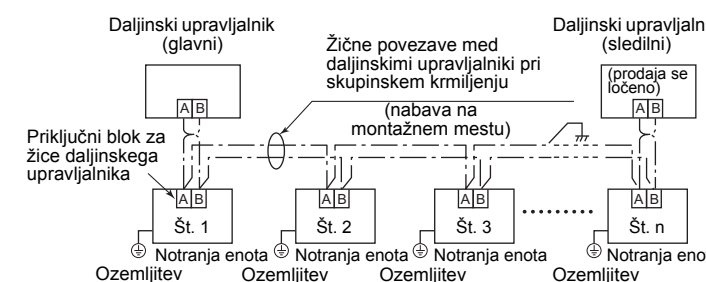 Daljinski upravljalnik
(glavni)
Daljinski upravljaln
(sledilni)
Žične povezave med
daljinskimi upravljalniki pri
skupinskem krmiljenju
(nabava na
montažnem mestu)
(prodaja se
ločeno)
A B
A B
Priključni blok za
žice daljinskega
upravljalnika
A B
A B
A B
A B
Št. 1
Št. 2
Št. 3
Št. n
Notranja enota
Notranja enota
Notranja enota
Notranja eno
Ozemljitev
Ozemljitev
Ozemljitev
Ozemljitev